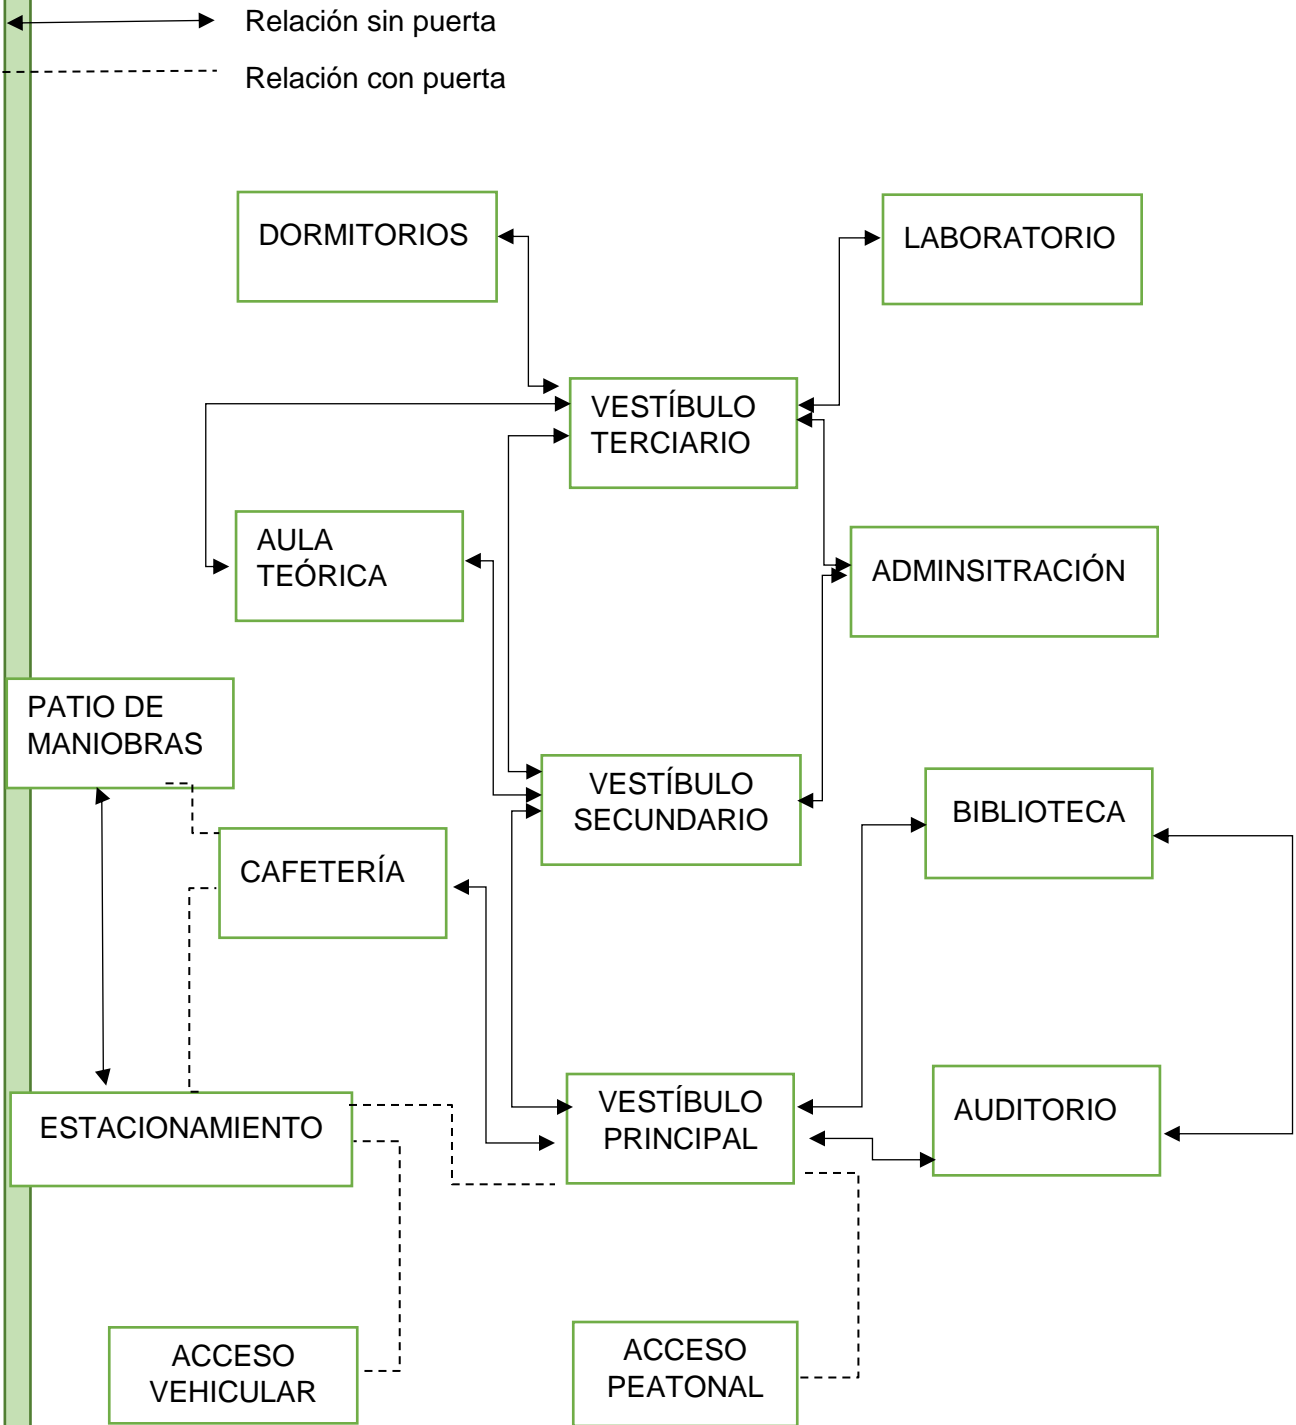 Relación sin puerta
Relación con puerta
DORMITORIOS
LABORATORIO
VESTÍBULO
TERCIARIO
AULA
TEÓRICA
ADMINSITRACIÓN
PATIO DE
MANIOBRAS
VESTÍBULO
SECUNDARIO
BIBLIOTECA
CAFETERÍA
ESTACIONAMIENTO
VESTÍBULO
PRINCIPAL
AUDITORIO
ACCESO
VEHICULAR
ACCESO
PEATONAL